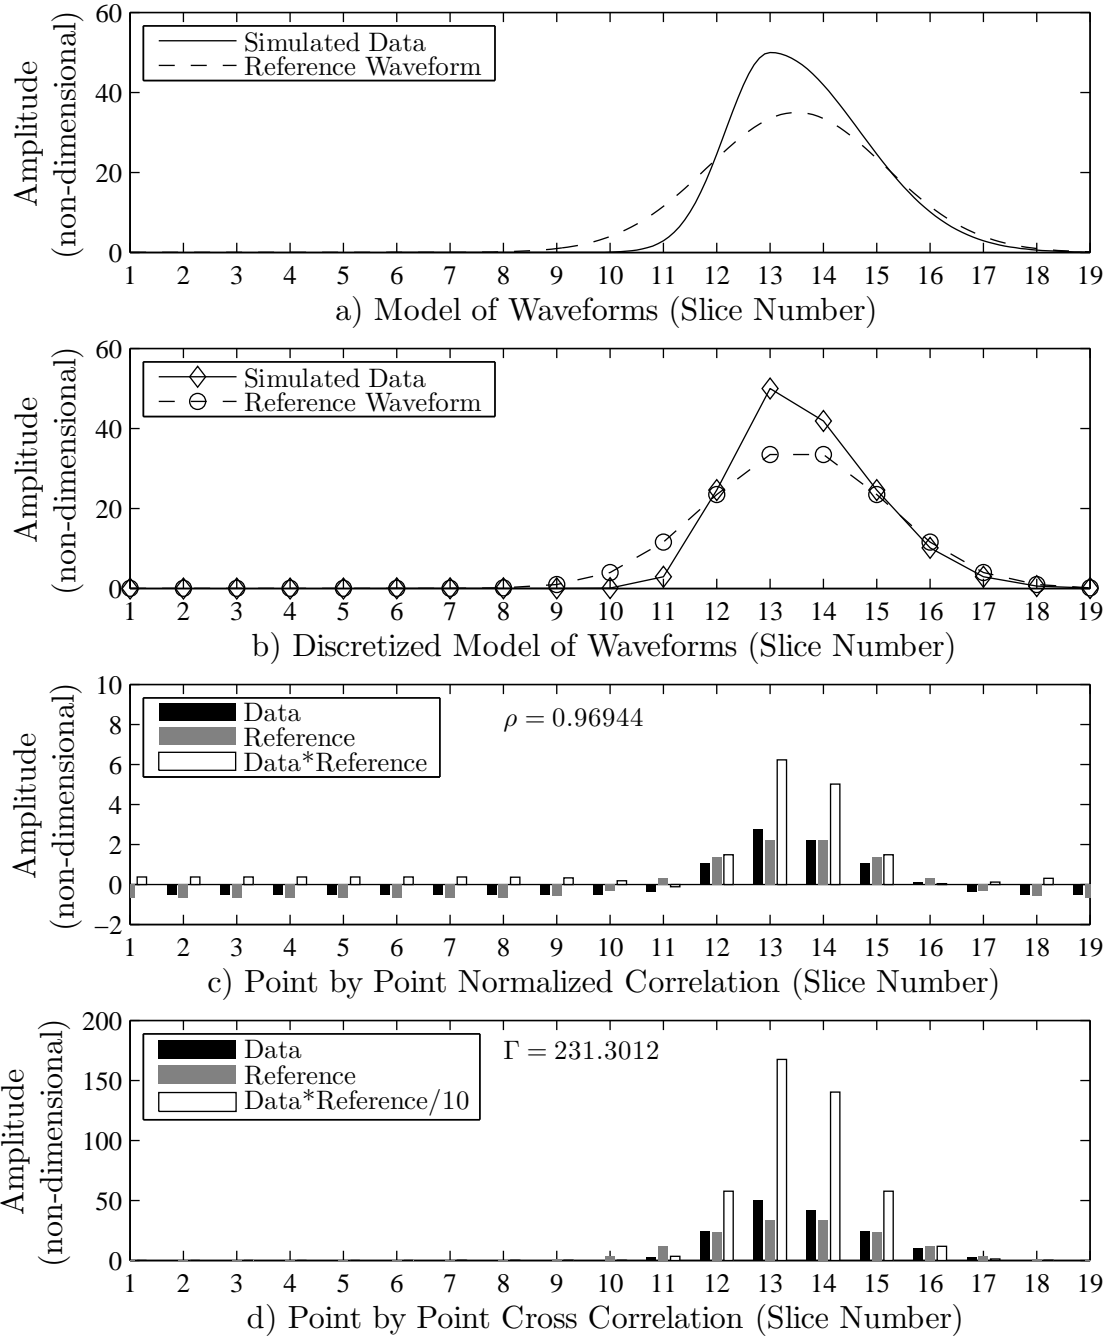 60
40
20
0
Amplitude
(non-dimensional)
Simulated Data
Reference Waveform
1 2 3 4 5 6 7 8 9 10 11 12 13 14 15 16 17 18 19
a) Model of Waveforms (Slice Number)
60
40
20
0
Amplitude
(non-dimensional)
Simulated Data
Reference Waveform
1 2 3 4 5 6 7 8 9 10 11 12 13 14 15 16 17 18 19
b) Discretized Model of Waveforms (Slice Number)
10
8
6
4
2
0
−2
Amplitude
(non-dimensional)
Data
Reference
Data*Reference
ρ = 0.96944
1 2 3 4 5 6 7 8 9 10 11 12 13 14 15 16 17 18 19
c) Point by Point Normalized Correlation (Slice Number)
200
150
100
50
0
Amplitude
(non-dimensional)
Data
Reference
Data*Reference/10
Γ = 231.3012
1 2 3 4 5 6 7 8 9 10 11 12 13 14 15 16 17 18 19
d) Point by Point Cross Correlation (Slice Number)